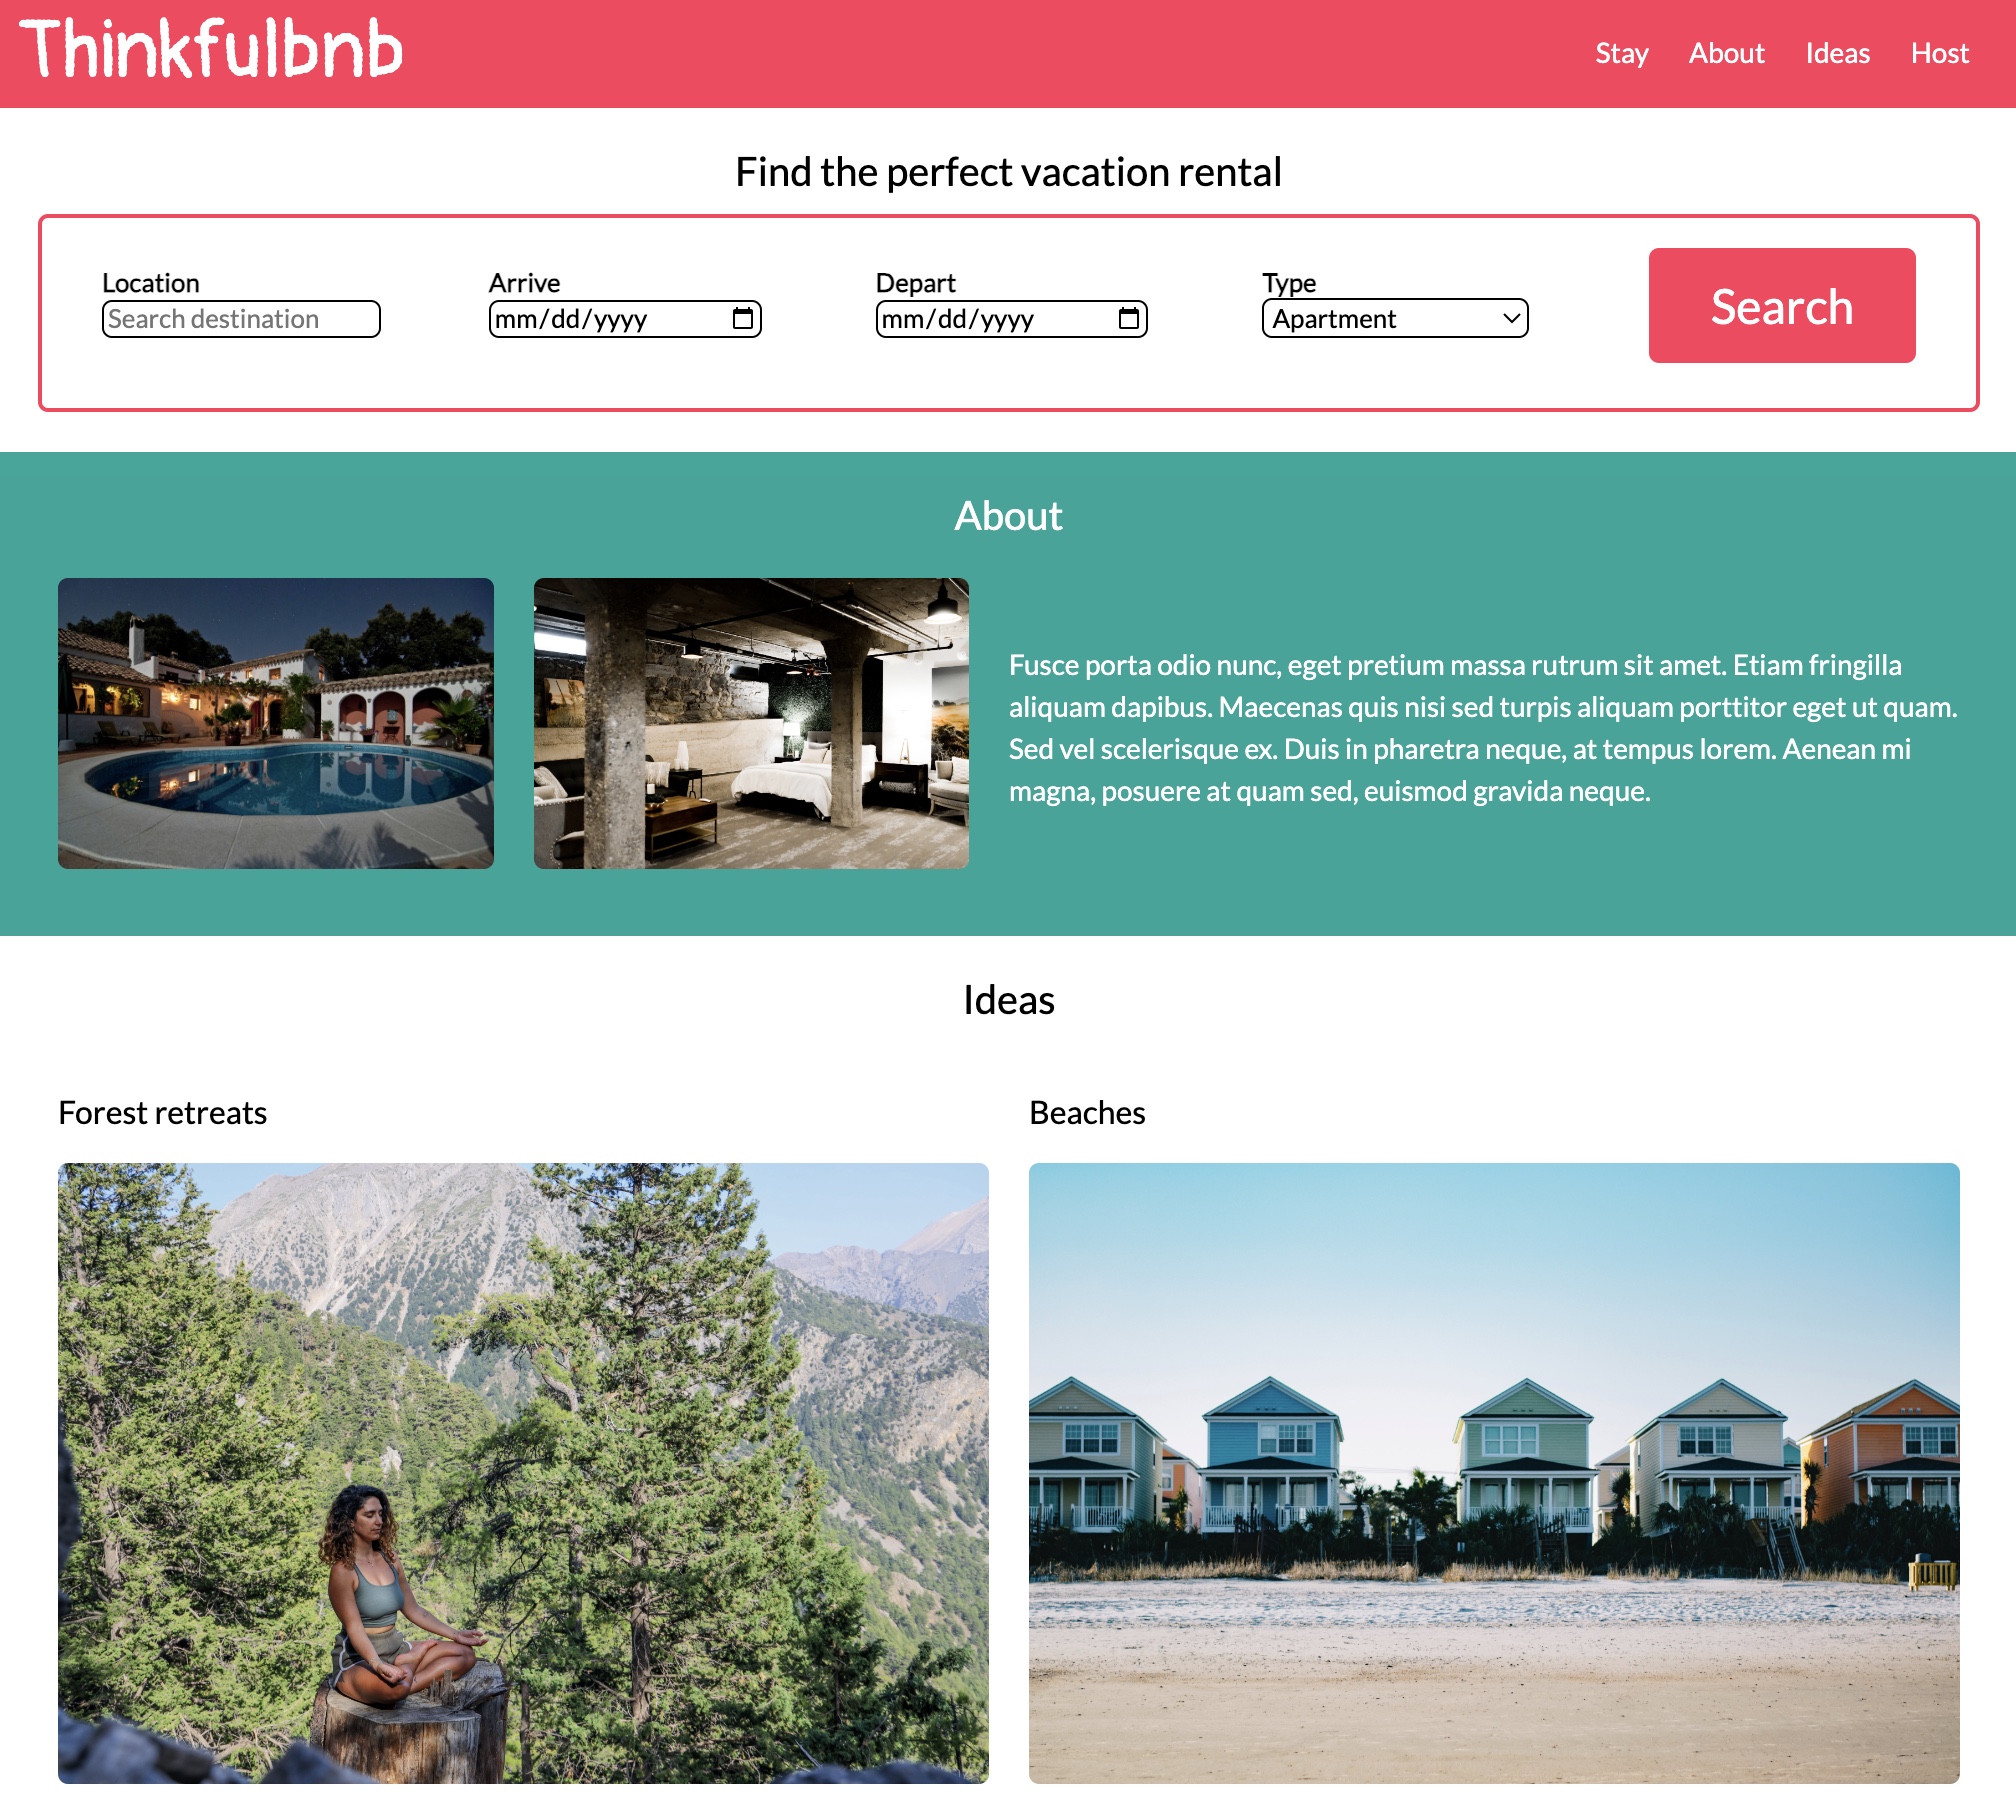 Thinkfulbnb
Stay About Ideas Host
Find the perfect vacation rental
Location Arrive Depart Type
Search destination mm/dd/yyyy mm/dd/yyyy Apartment
Search
About
Fusce porta odio nunc, eget pretium massa rutrum sit amet. Etiam fringilla
aliquam dapibus. Maecenas quis nisi sed turpis aliquam porttitor eget ut quam.
Sed vel scelerisque ex. Duis in pharetra neque, at tempus lorem. Aenean mi
magna, posuere at quam sed, euismod gravida neque.
Ideas
Forest retreats
Beaches